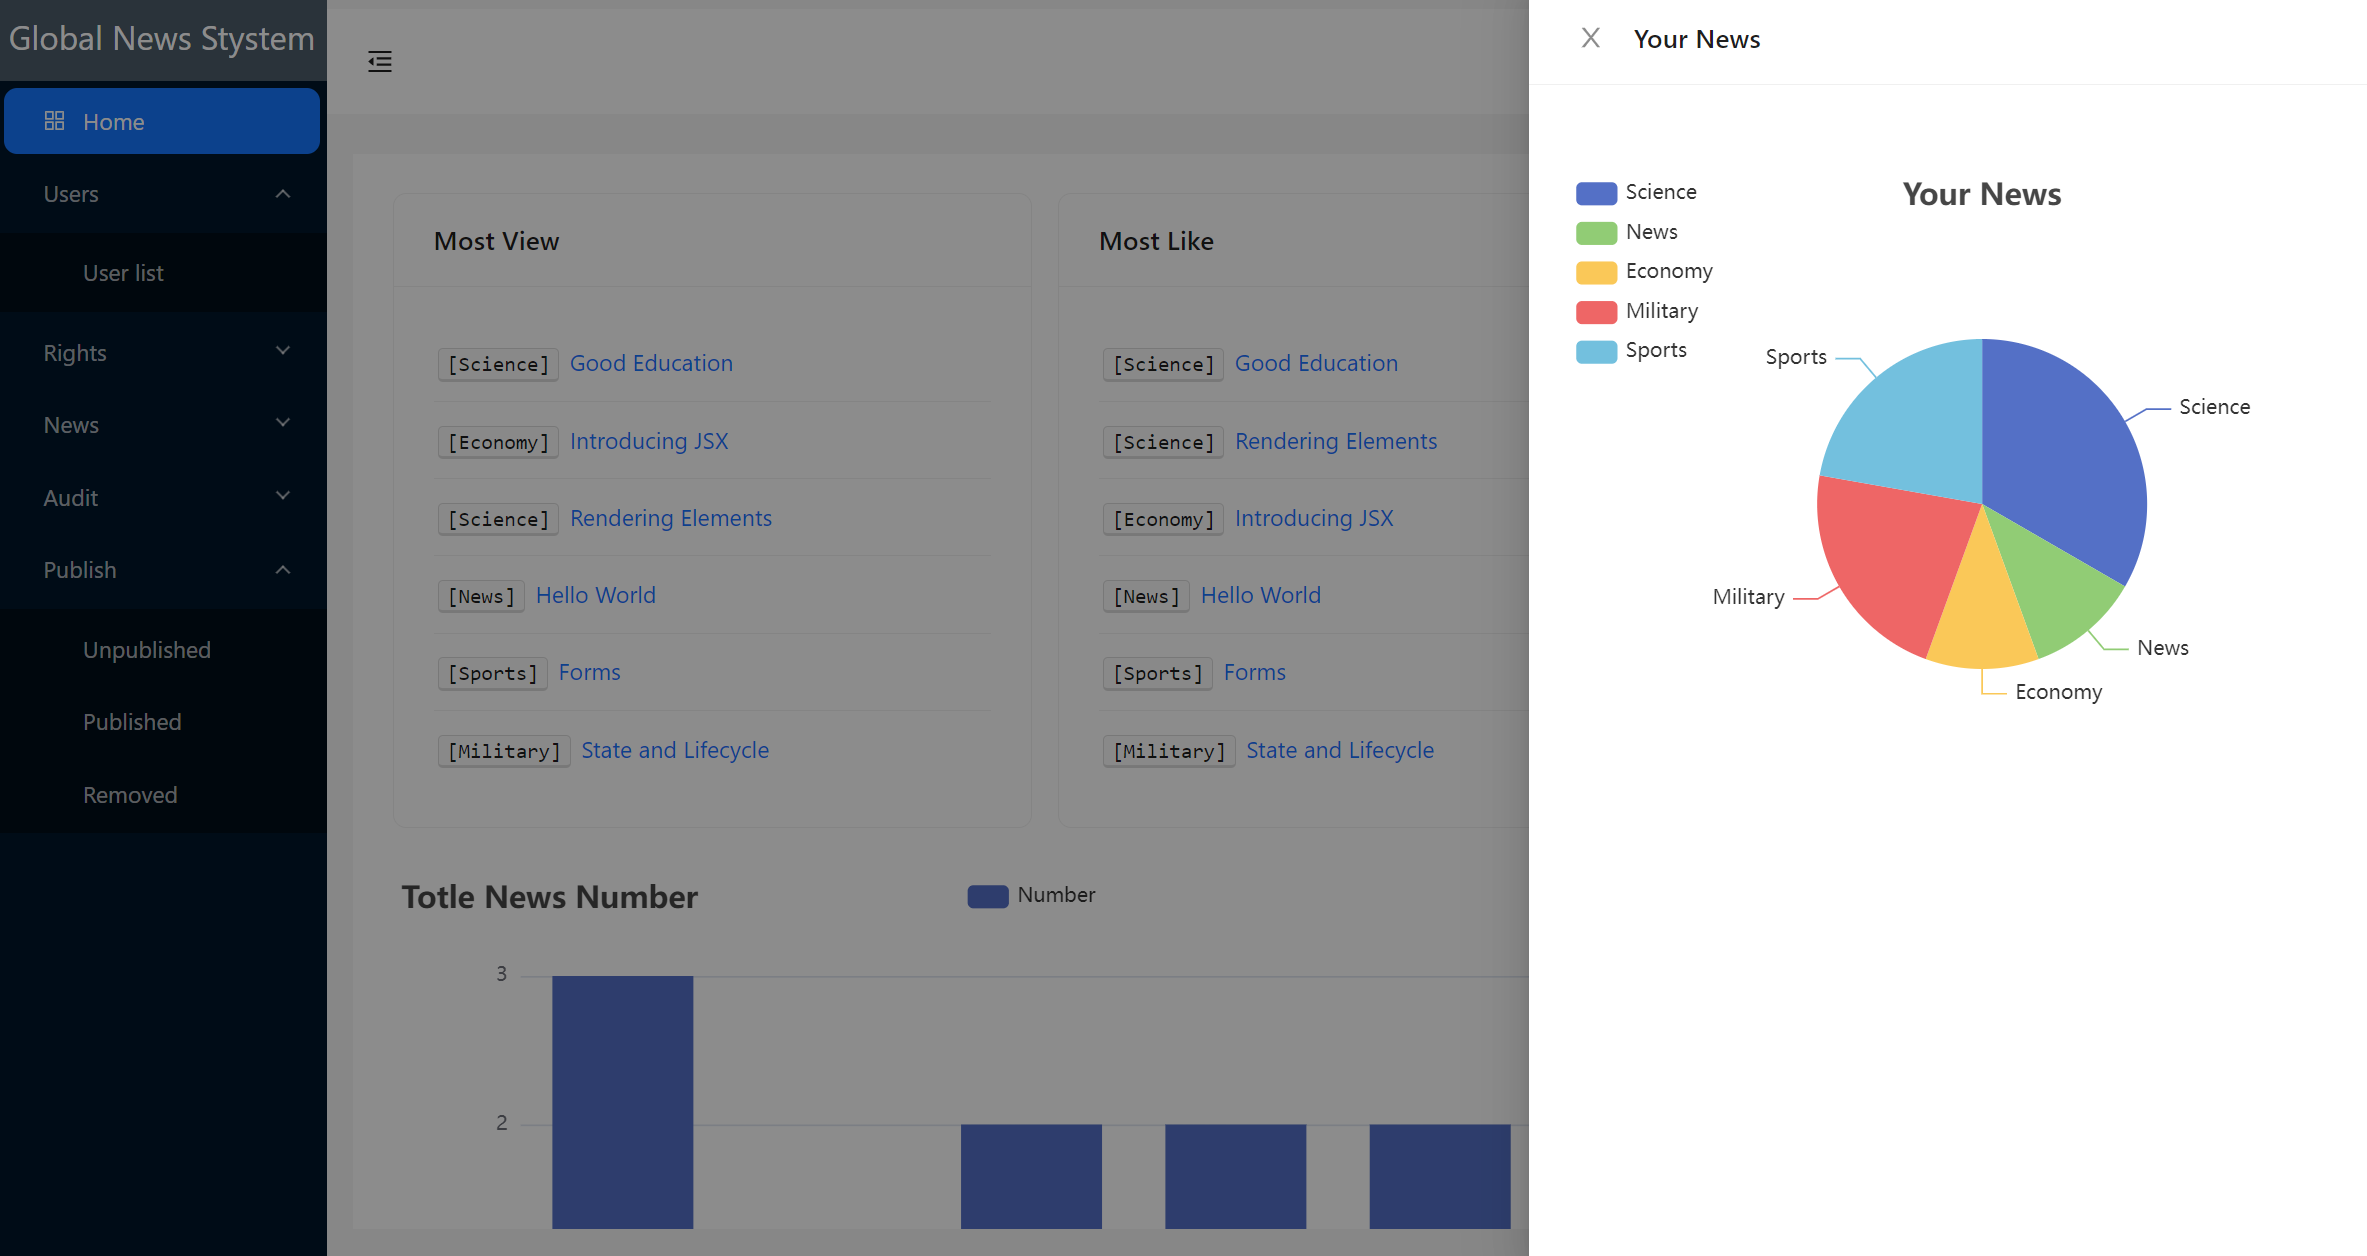 Global News Stystem
Home
Users
User list
Rights
News
Audit
Publish
Unpublished
Published
Removed
Most View
[Science] Good Education
[Economy] Introducing JSX
[Science] Rendering Elements
[News] Hello World
[Sports] Forms
[Military] State and Lifecycle
Most Like
[Science] Good Education
[Science] Rendering Elements
[Economy] Introducing JSX
[News] Hello World
[Sports] Forms
[Military] State and Lifecycle
Totle News Number
Number
3
2
X Your News
Your News
Science
News
Economy
Military
Sports
Sports
Science
Military
News
Economy